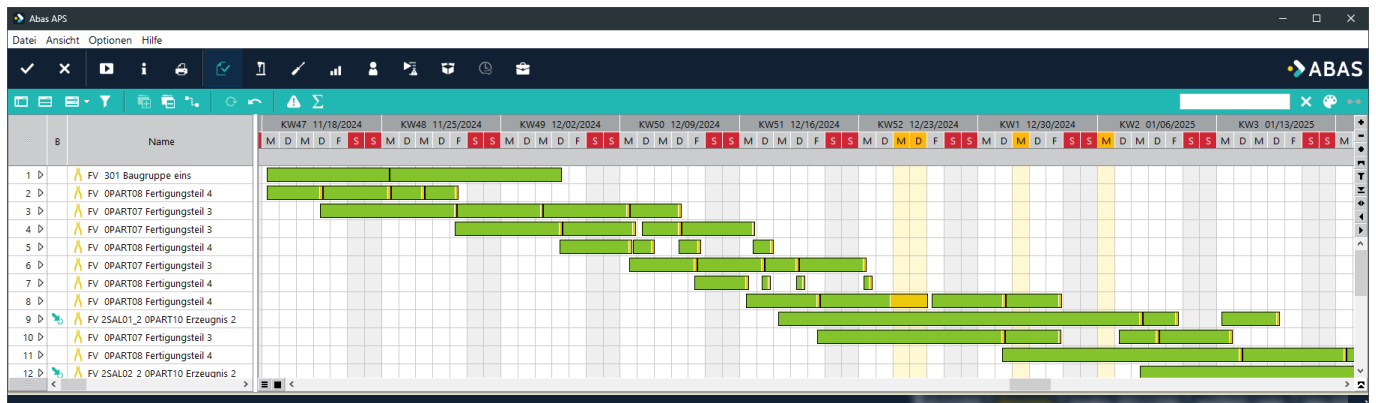 Abas APS
Datei Ansicht Optionen Hilfe
ABAS
KW47 11/18/2024 KW48 11/25/2024 KW49 12/02/2024 KW50 12/09/2024 KW51 12/16/2024 KW52 12/23/2024 KW1 12/30/2024 KW2 01/06/2025 KW3 01/13/2025
B Name
M D M D F S S M D M D F S S M D M D F S S M D M D F S S M D M D F S S M D M D F S S M D M D F S S M D M D F S S M D M D F S S M
1 FV 301 Baugruppe eins
2 FV 0PART08 Fertigungsteil 4
3 FV 0PART07 Fertigungsteil 3
4 FV 0PART07 Fertigungsteil 3
5 FV 0PART08 Fertigungsteil 4
6 FV 0PART07 Fertigungsteil 3
7 FV 0PART08 Fertigungsteil 4
8 FV 0PART08 Fertigungsteil 4
9 FV 2SAL01_2 0PART10 Erzeugnis 2
10 FV 0PART07 Fertigungsteil 3
11 FV 0PART08 Fertigungsteil 4
12 FV 2SAL02 2 0PART10 Erzeugnis 2